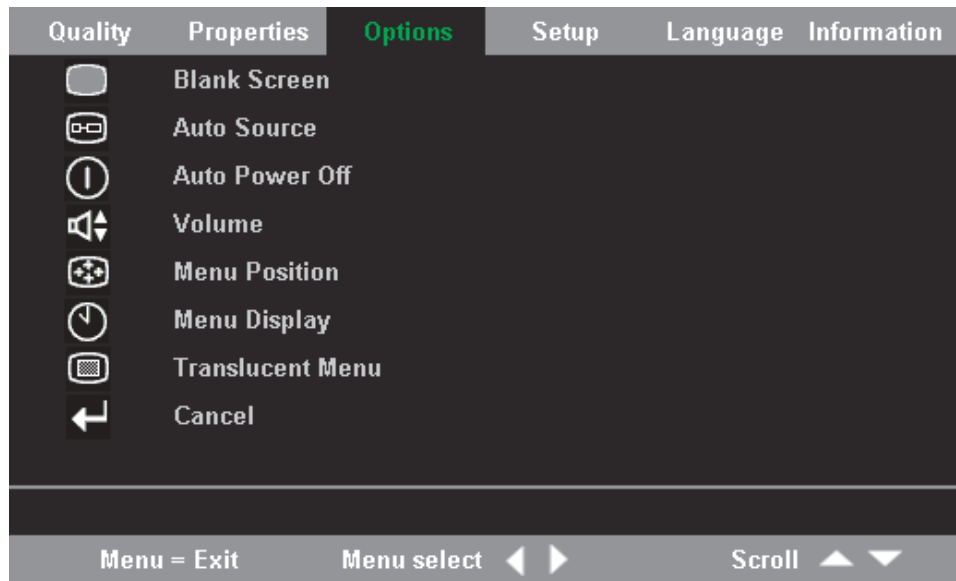 Quality Properties Options Setup Language Information
Blank Screen
Auto Source
Auto Power Off
Volume
Menu Position
Menu Display
Translucent Menu
Cancel
Menu = Exit Menu select Scroll